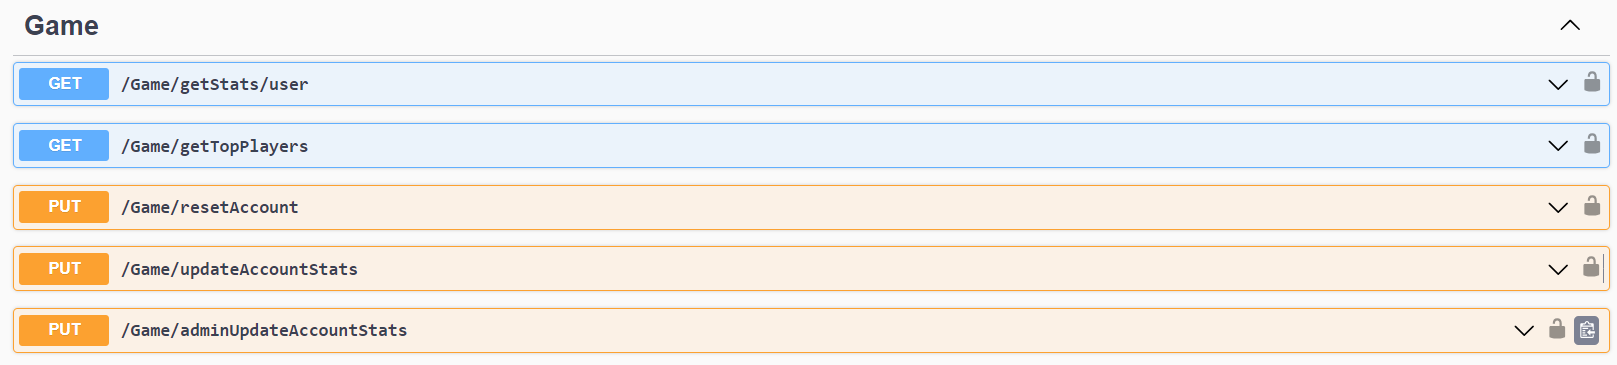 Game
GET /Game/getStats/user
GET /Game/getTopPlayers
PUT /Game/resetAccount
PUT /Game/updateAccountStats
PUT /Game/adminUpdateAccountStats